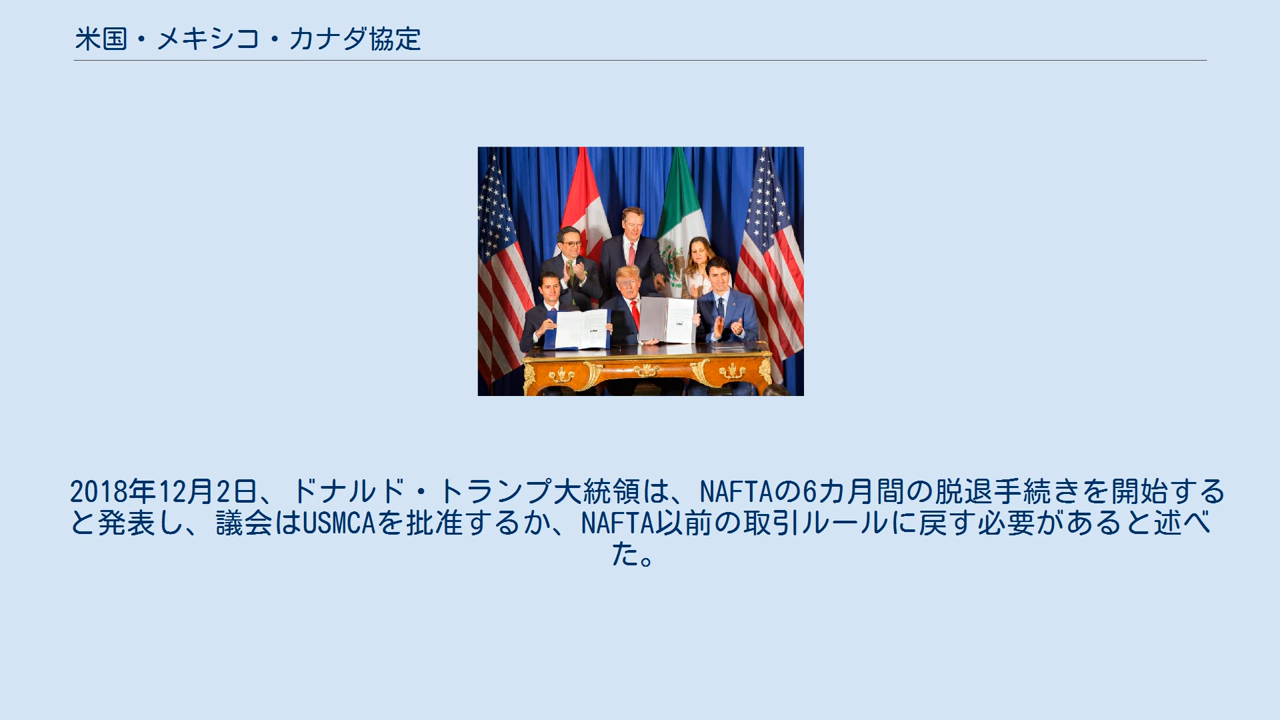 米国・メキシコ・カナダ協定
2018年12月2日、ドナルド・トランプ大統領は、NAFTAの6カ月間の脱退手続きを開始する
と発表し、議会はUSMCAを批准するか、NAFTA以前の取引ルールに戻す必要があると述べ
た。